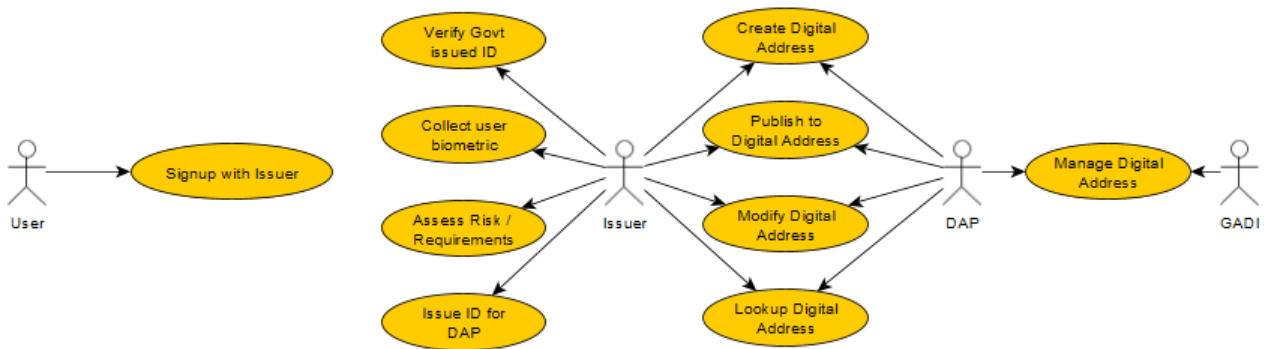 Verify Govt
issued ID
Create Digital
Address
Collect user
biometric
Publish to
Digital Address
Signup with Issuer
Manage Digital
Address
User
Assess Risk /
Requirements
Issuer
Modify Digital
Address
DAP
GADI
Issue ID for
DAP
Lookup Digital
Address